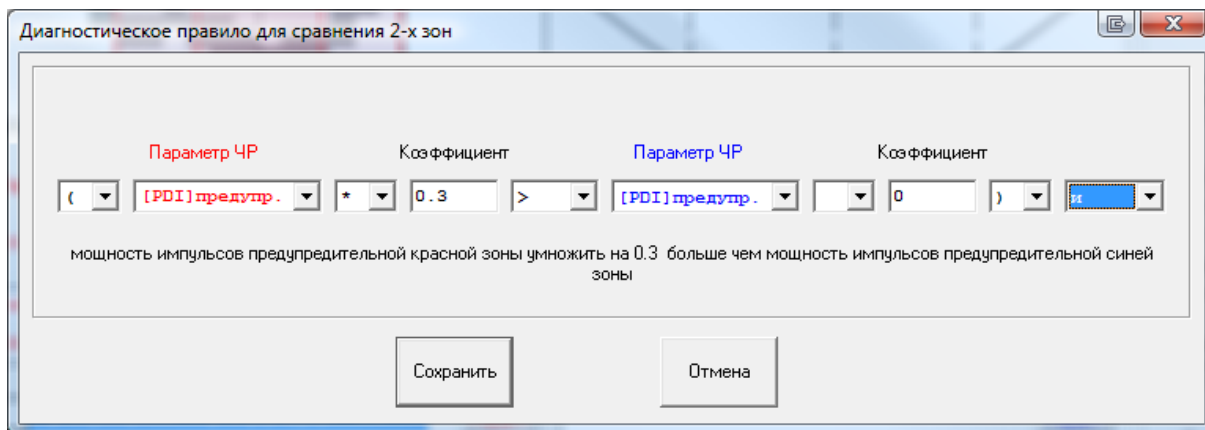 Диагностическое правило для сравнения 2-х зон
Параметр ЧР Коэффициент Параметр ЧР Коэффициент
( [PDI]предупр. * 0.3 > [PDI]предупр. 0 ) и
мощность импульсов предупредительной красной зоны умножить на 0.3 больше чем мощность импульсов предупредительной синей
зоны
Сохранить Отмена